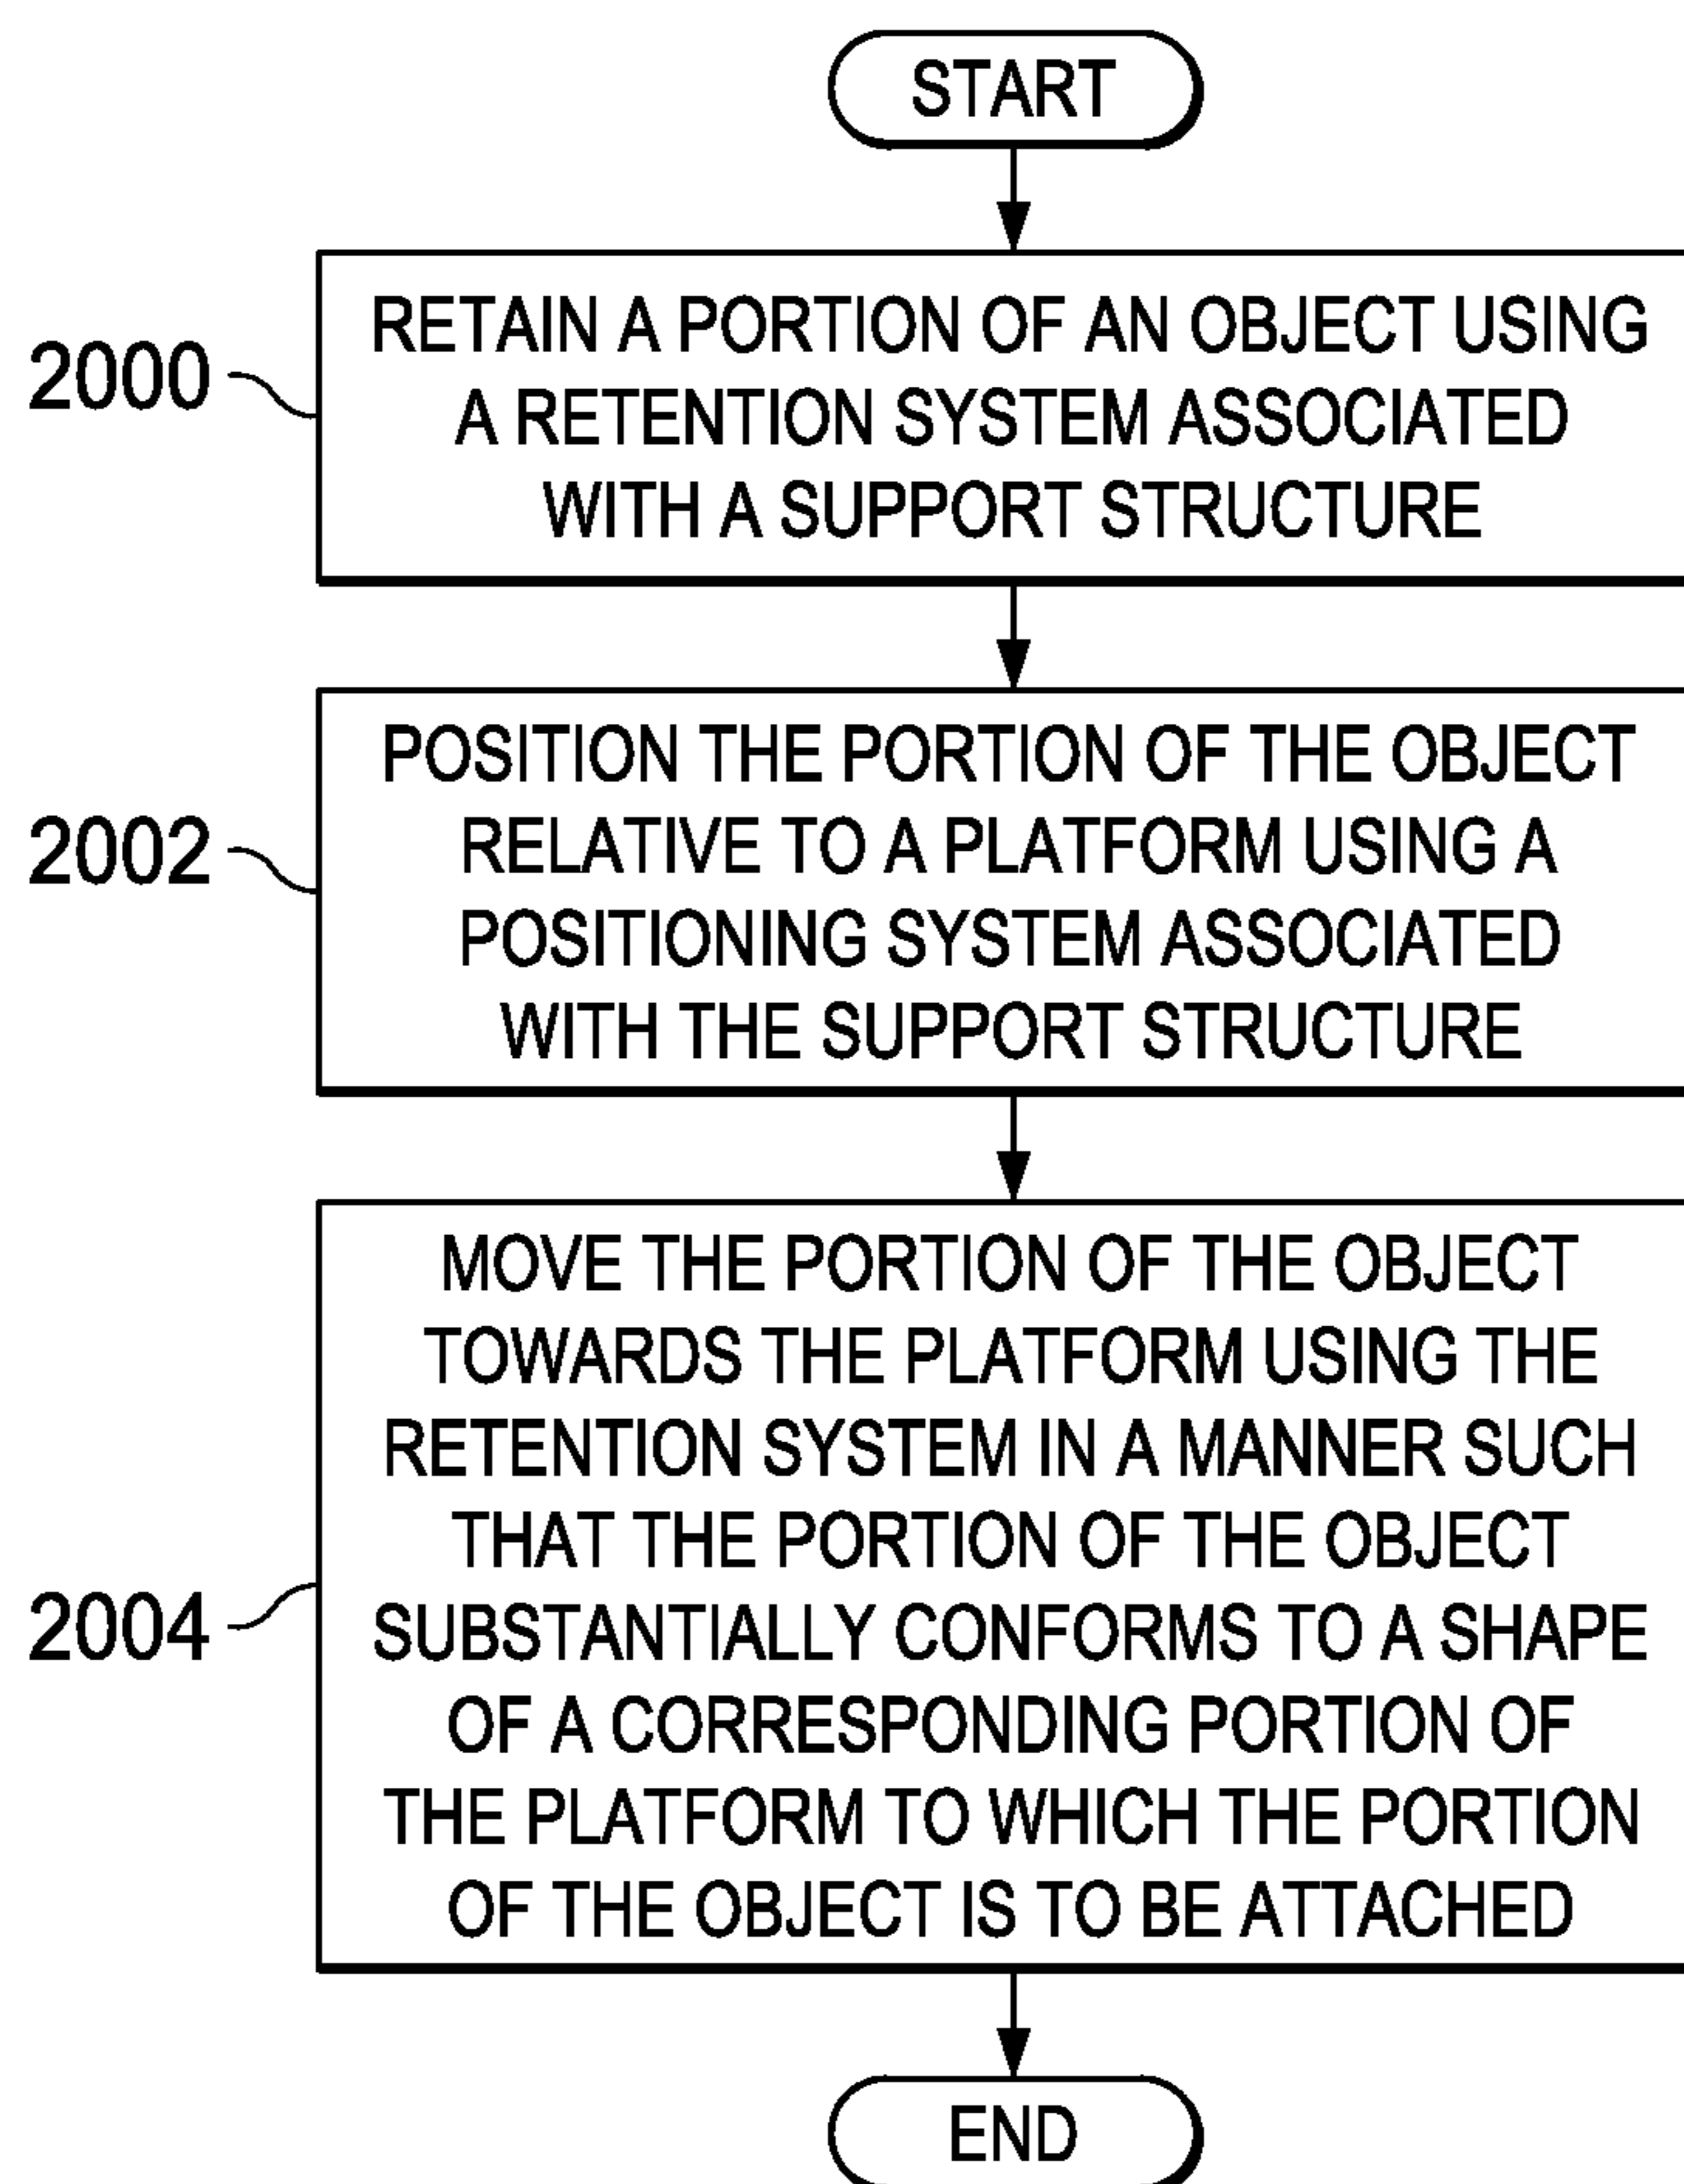 START
2000
RETAIN A PORTION OF AN OBJECT USING
A RETENTION SYSTEM ASSOCIATED
WITH A SUPPORT STRUCTURE
2002
POSITION THE PORTION OF THE OBJECT
RELATIVE TO A PLATFORM USING A
POSITIONING SYSTEM ASSOCIATED
WITH THE SUPPORT STRUCTURE
2004
MOVE THE PORTION OF THE OBJECT
TOWARDS THE PLATFORM USING THE
RETENTION SYSTEM IN A MANNER SUCH
THAT THE PORTION OF THE OBJECT
SUBSTANTIALLY CONFORMS TO A SHAPE
OF A CORRESPONDING PORTION OF
THE PLATFORM TO WHICH THE PORTION
OF THE OBJECT IS TO BE ATTACHED
END